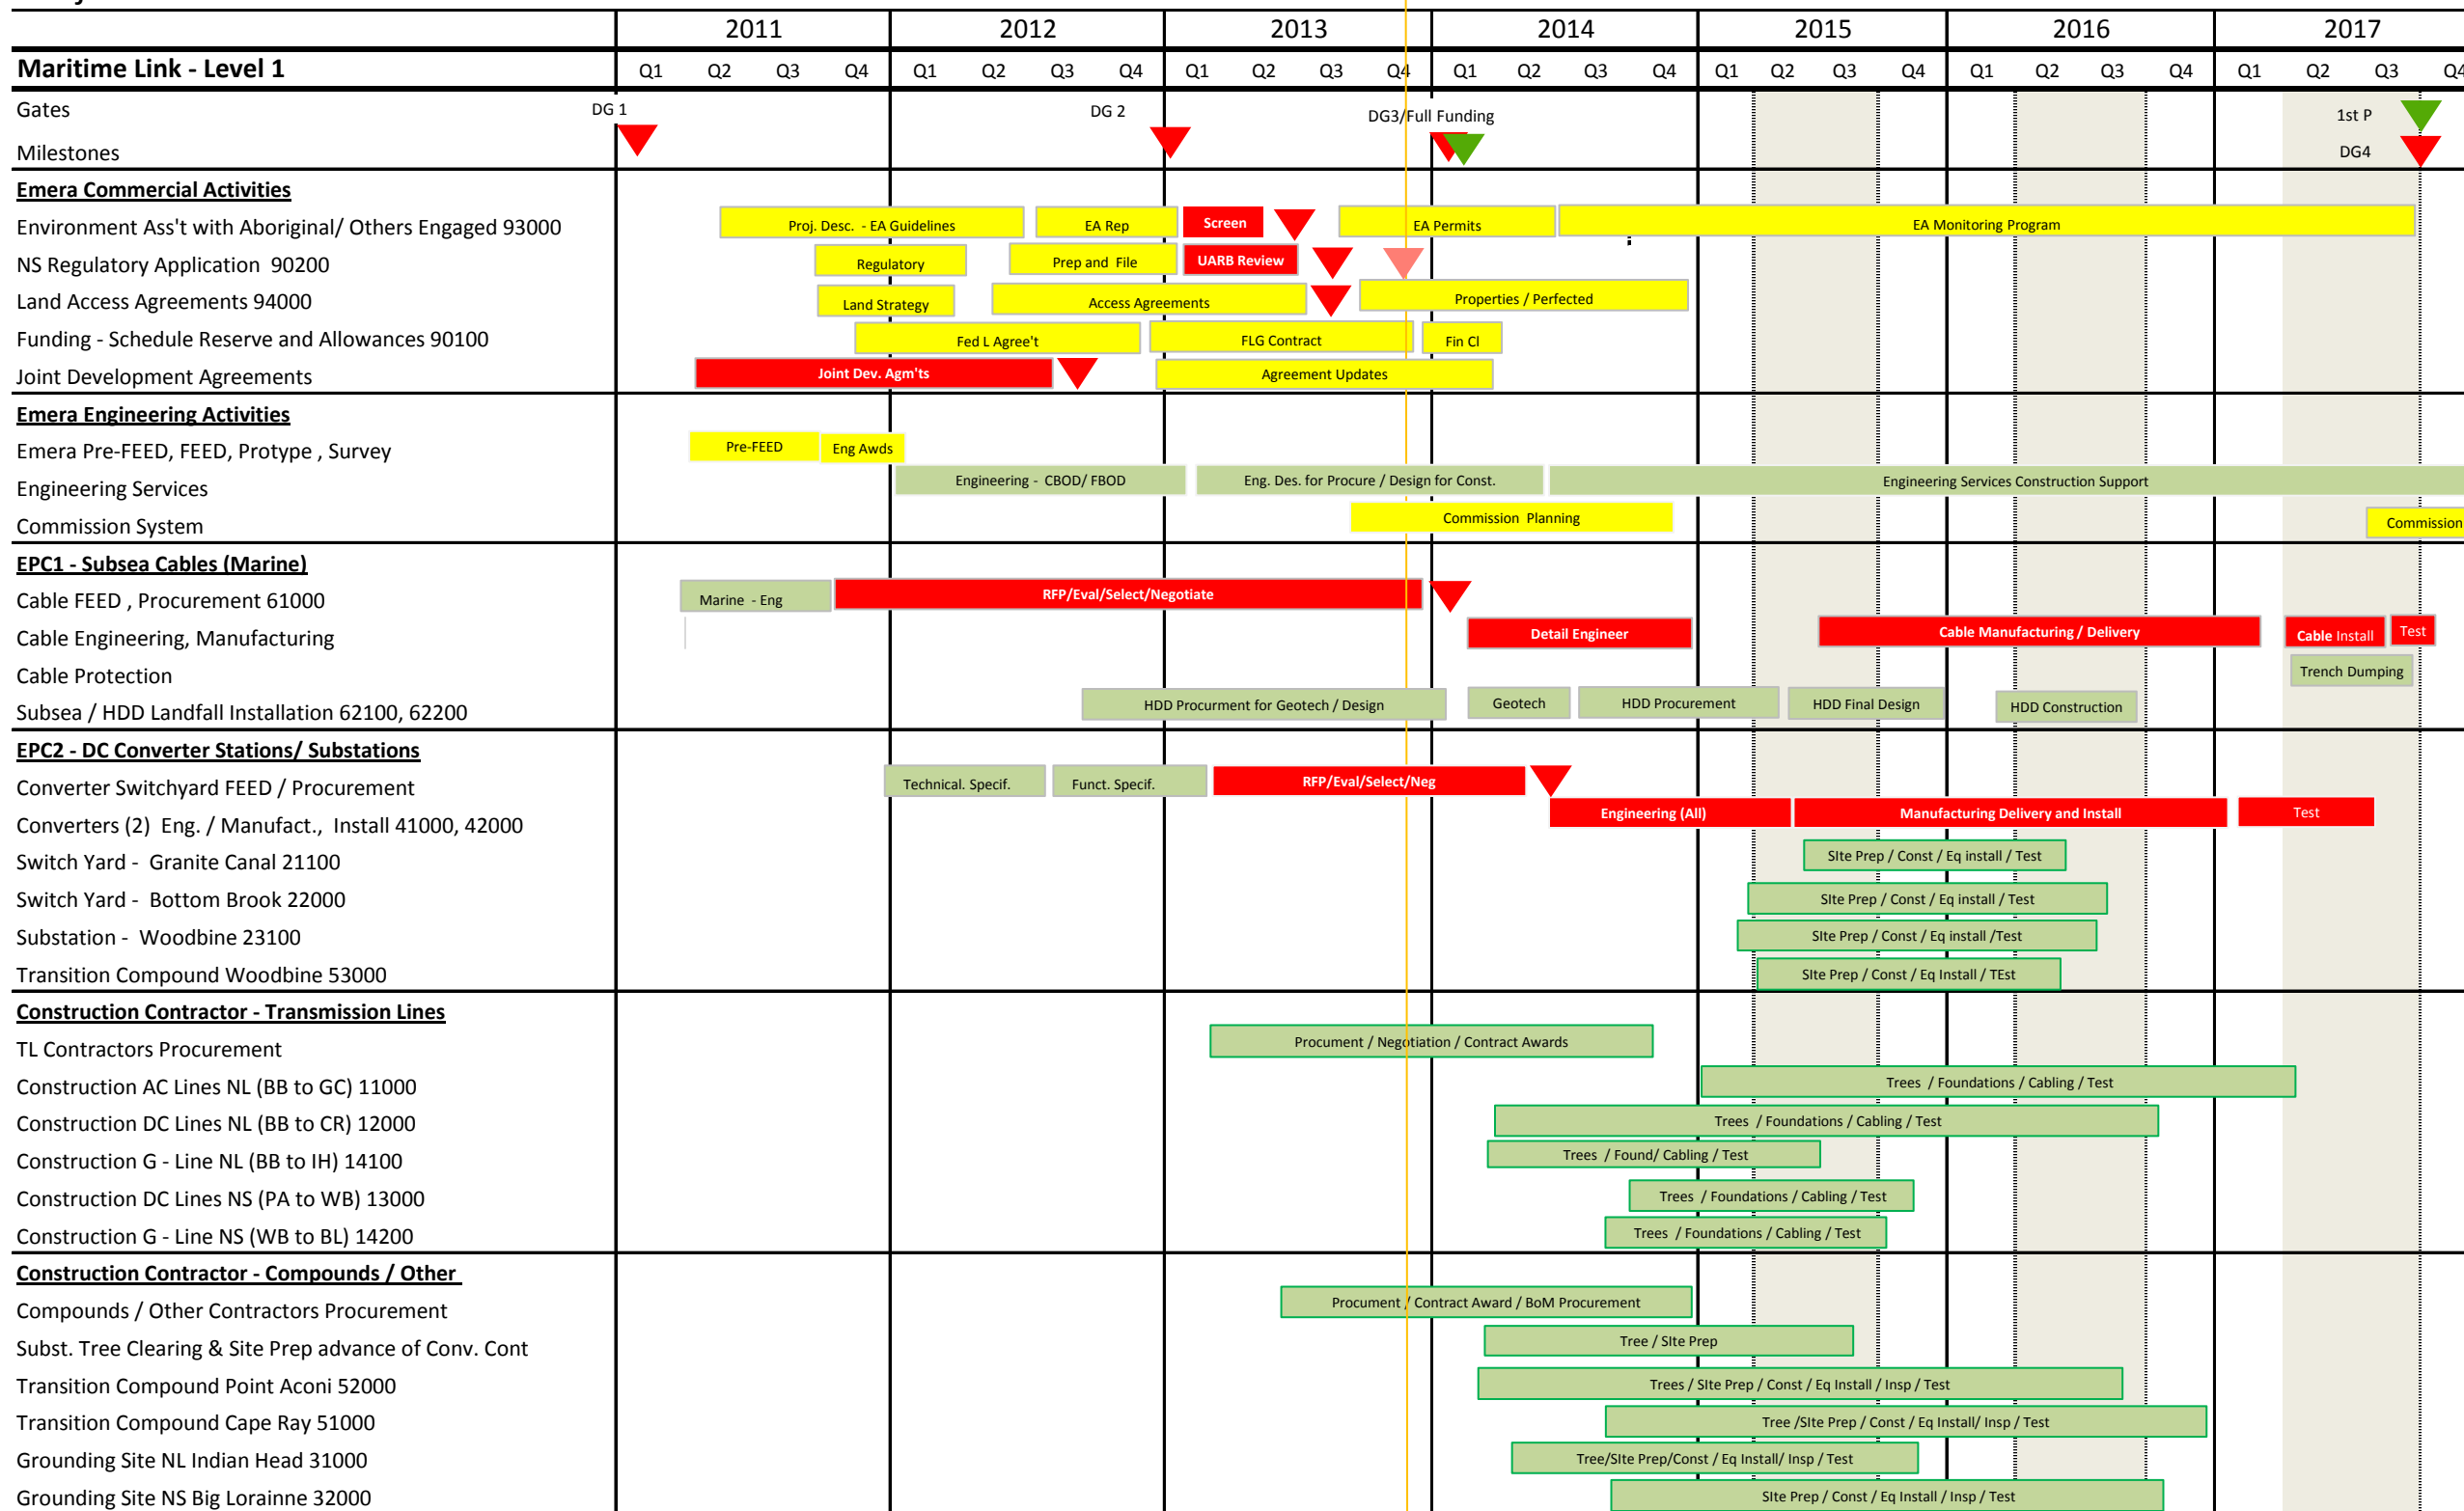 2011 2012 2013 2014 2015 2016 2017
Maritime Link - Level 1 Q1 Q2 Q3 Q4 Q1 Q2 Q3 Q4 Q1 Q2 Q3 Q4 Q1 Q2 Q3 Q4 Q1 Q2 Q3 Q4 Q1 Q2 Q3 Q4 Q1 Q2 Q3 Q4
Gates DG 1 DG 2 DG3/Full Funding 1st P
Milestones DG4
Emera Commercial Activities
Environment Ass't with Aboriginal/ Others Engaged 93000 Proj. Desc. - EA Guidelines EA Rep Screen EA Permits EA Monitoring Program
NS Regulatory Application 90200 Regulatory Prep and File UARB Review
Land Access Agreements 94000 Land Strategy Access Agreements Properties / Perfected
Funding - Schedule Reserve and Allowances 90100 Fed L Agree't FLG Contract Fin Cl
Joint Development Agreements Joint Dev. Agm'ts Agreement Updates
Emera Engineering Activities
Emera Pre-FEED, FEED, Protype , Survey Pre-FEED Eng Awds
Engineering Services Engineering - CBOD/ FBOD Eng. Des. for Procure / Design for Const. Engineering Services Construction Support
Commission System Commission Planning Commission
EPC1 - Subsea Cables (Marine)
Cable FEED , Procurement 61000 Marine - Eng RFP/Eval/Select/Negotiate
Cable Engineering, Manufacturing Detail Engineer Cable Manufacturing / Delivery Cable Install Test
Cable Protection Trench Dumping
Subsea / HDD Landfall Installation 62100, 62200 HDD Procurment for Geotech / Design Geotech HDD Procurement HDD Final Design HDD Construction
EPC2 - DC Converter Stations/ Substations
Converter Switchyard FEED / Procurement Technical. Specif. Funct. Specif. RFP/Eval/Select/Neg
Converters (2) Eng. / Manufact., Install 41000, 42000 Engineering (All) Manufacturing Delivery and Install Test
Switch Yard - Granite Canal 21100 SIte Prep / Const / Eq install / Test
Switch Yard - Bottom Brook 22000 SIte Prep / Const / Eq install / Test
Substation - Woodbine 23100 SIte Prep / Const / Eq install /Test
Transition Compound Woodbine 53000 SIte Prep / Const / Eq Install / TEst
Construction Contractor - Transmission Lines
TL Contractors Procurement Procument / Negotiation / Contract Awards
Construction AC Lines NL (BB to GC) 11000 Trees / Foundations / Cabling / Test
Construction DC Lines NL (BB to CR) 12000 Trees / Foundations / Cabling / Test
Construction G - Line NL (BB to IH) 14100 Trees / Found/ Cabling / Test
Construction DC Lines NS (PA to WB) 13000 Trees / Foundations / Cabling / Test
Construction G - Line NS (WB to BL) 14200 Trees / Foundations / Cabling / Test
Construction Contractor - Compounds / Other
Compounds / Other Contractors Procurement Procument / Contract Award / BoM Procurement
Subst. Tree Clearing & Site Prep advance of Conv. Cont Tree / SIte Prep
Transition Compound Point Aconi 52000 Trees / SIte Prep / Const / Eq Install / Insp / Test
Transition Compound Cape Ray 51000 Tree /SIte Prep / Const / Eq Install/ Insp / Test
Grounding Site NL Indian Head 31000 Tree/SIte Prep/Const / Eq Install/ Insp / Test
Grounding Site NS Big Lorainne 32000 SIte Prep / Const / Eq Install / Insp / Test